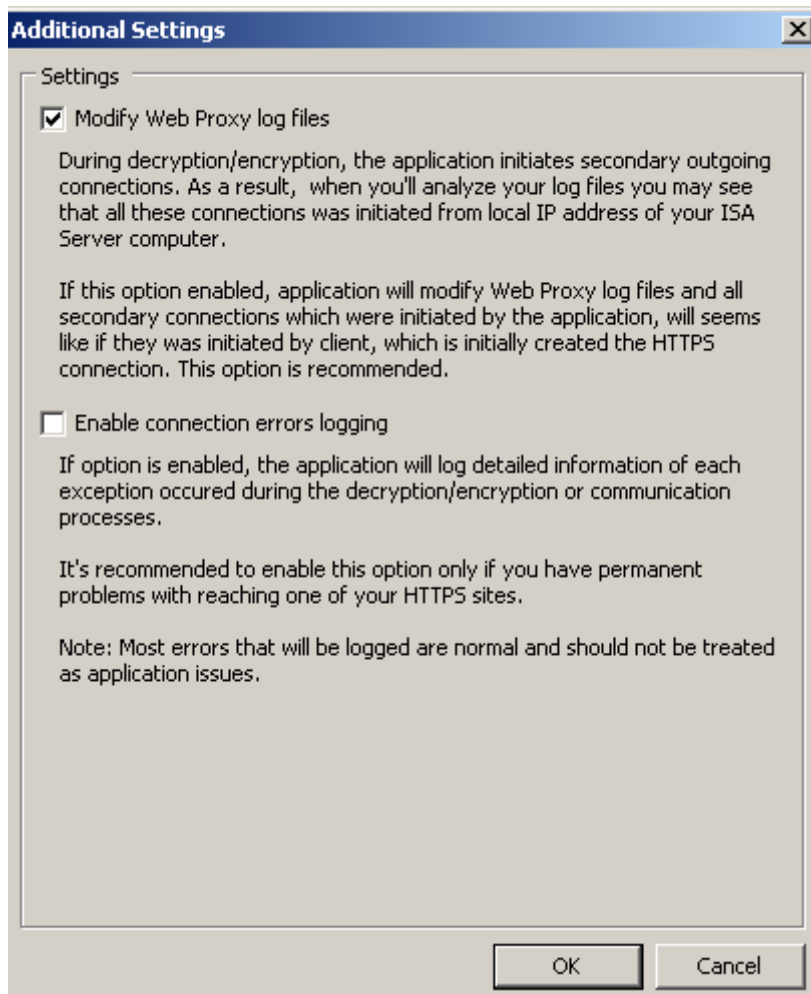 Additional Settings
Settings
Modify Web Proxy log files
During decryption/encryption, the application initiates secondary outgoing
connections. As a result,  when you'll analyze your log files you may see
that all these connections was initiated from local IP address of your ISA
Server computer.
If this option enabled, application will modify Web Proxy log files and all
secondary connections which were initiated by the application, will seems
like if they was initiated by client, which is initially created the HTTPS
connection. This option is recommended.
Enable connection errors logging
If option is enabled, the application will log detailed information of each
exception occured during the decryption/encryption or communication
processes.
It's recommended to enable this option only if you have permanent
problems with reaching one of your HTTPS sites.
Note: Most errors that will be logged are normal and should not be treated
as application issues.
OK
Cancel